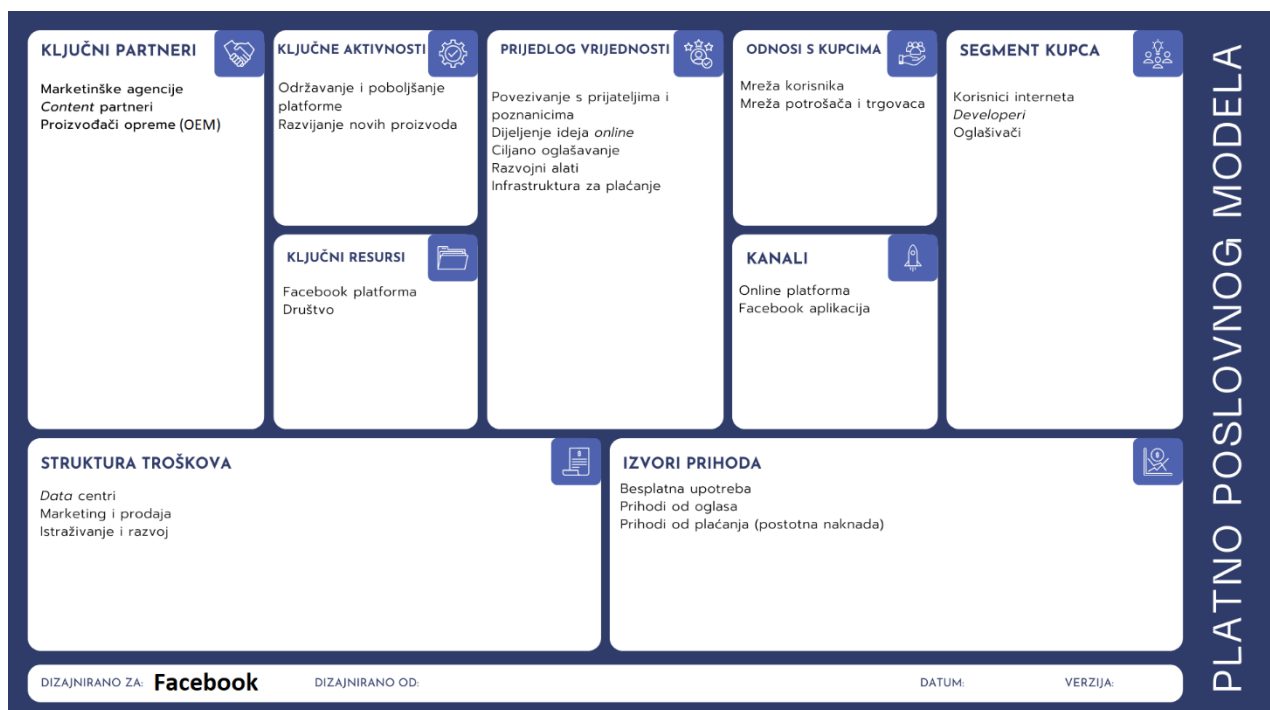 KLJUČNI PARTNERI
Marketinške agencije
Content partneri
Proizvođači opreme (OEM)
KLJUČNE AKTIVNOSTI
Održavanje i poboljšanje
platforme
Razvijanje novih proizvoda
KLJUČNI RESURSI
Facebook platforma
Društvo
PRIJEDLOG VRIJEDNOSTI
Povezivanje s prijateljima i
poznanicima
Dijeljenje ideja online
Ciljano oglašavanje
Razvojni alati
Infrastruktura za plaćanje
ODNOSI S KUPCIMA
Mreža korisnika
Mreža potrošača i trgovaca
KANALI
Online platforma
Facebook aplikacija
SEGMENT KUPCA
Korisnici interneta
Developeri
Oglašivači
STRUKTURA TROŠKOVA
Data centri
Marketing i prodaja
Istraživanje i razvoj
IZVORI PRIHODA
Besplatna upotreba
Prihodi od oglasa
Prihodi od plaćanja (postotna naknada)
DIZAJNIRANO ZA: Facebook
DIZAJNIRANO OD:
DATUM:
VERZIJA:
PLATNO POSLOVNOG MODELA